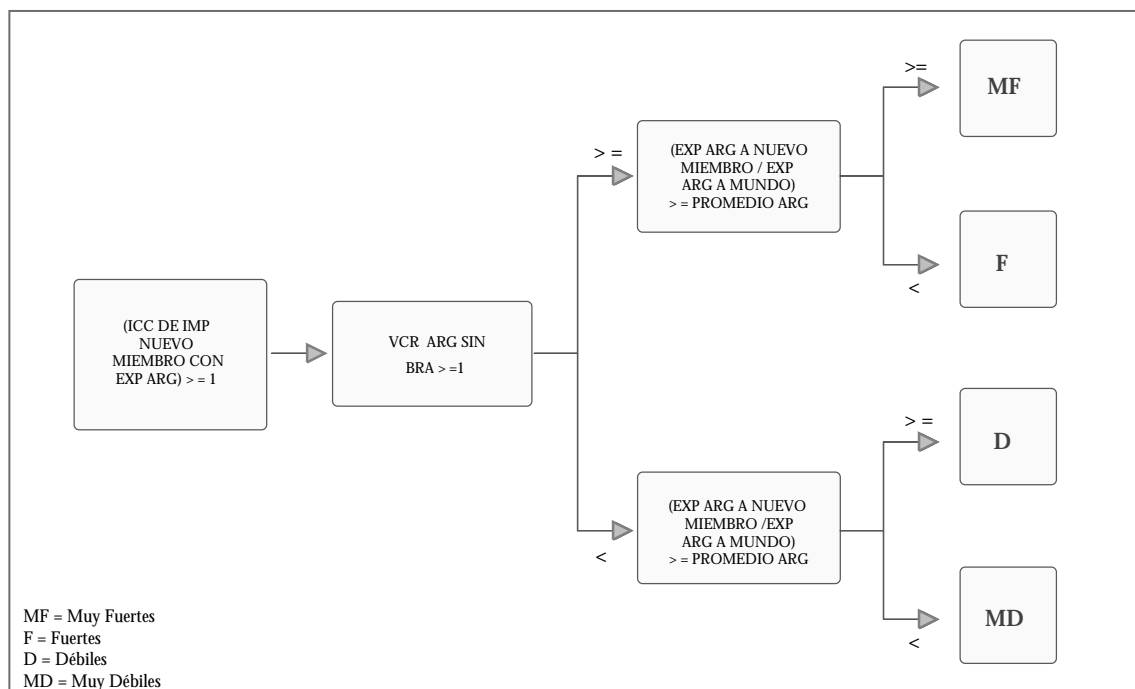 (ICC DE IMP
NUEVO
MIEMBRO CON
EXP ARG) > = 1
VCR ARG SIN
BRA > =1
> =
(EXP ARG A NUEVO
MIEMBRO / EXP
ARG A MUNDO)
> = PROMEDIO ARG
>=
MF
<
F
<
(EXP ARG A NUEVO
MIEMBRO /EXP
ARG A MUNDO)
> = PROMEDIO ARG
> =
D
<
MD
MF = Muy Fuertes
F = Fuertes
D = Débiles
MD = Muy Débiles